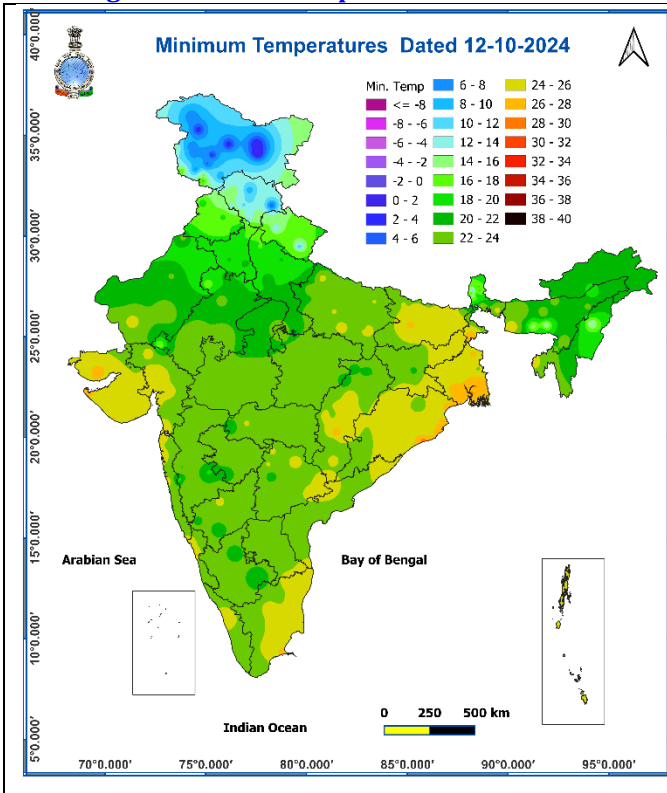 Minimum Temperatures Dated 12-10-2024
Min. Temp
<= -8
-8 - -6
-6 - -4
-4 - -2
-2 - 0
0 - 2
2 - 4
4 - 6
6 - 8
8 - 10
10 - 12
12 - 14
14 - 16
16 - 18
18 - 20
20 - 22
22 - 24
24 - 26
26 - 28
28 - 30
30 - 32
32 - 34
34 - 36
36 - 38
38 - 40
40°0.000'
35°0.000'
30°0.000'
25°0.000'
20°0.000'
15°0.000'
10°0.000'
5°0.000'
Arabian Sea
Bay of Bengal
Indian Ocean
0 250 500 km
70°0.000' 75°0.000' 80°0.000' 85°0.000' 90°0.000' 95°0.000'